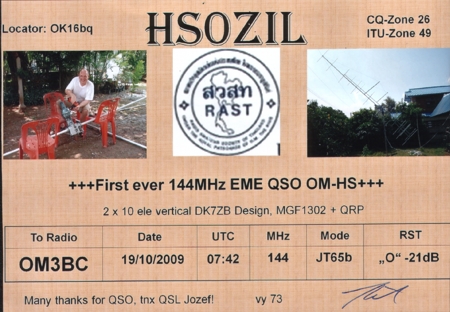 Locator: OK16bq
HS0ZIL
CQ-Zone 26
ITU-Zone 49
สวสท
RAST
+++First ever 144MHz EME QSO OM-HS+++
2 x 10 ele vertical DK7ZB Design, MGF1302 + QRP
To Radio Date UTC MHz Mode RST
OM3BC 19/10/2009 07:42 144 JT65b „O“ -21dB
Many thanks for QSO, tnx QSL Jozef! vy 73